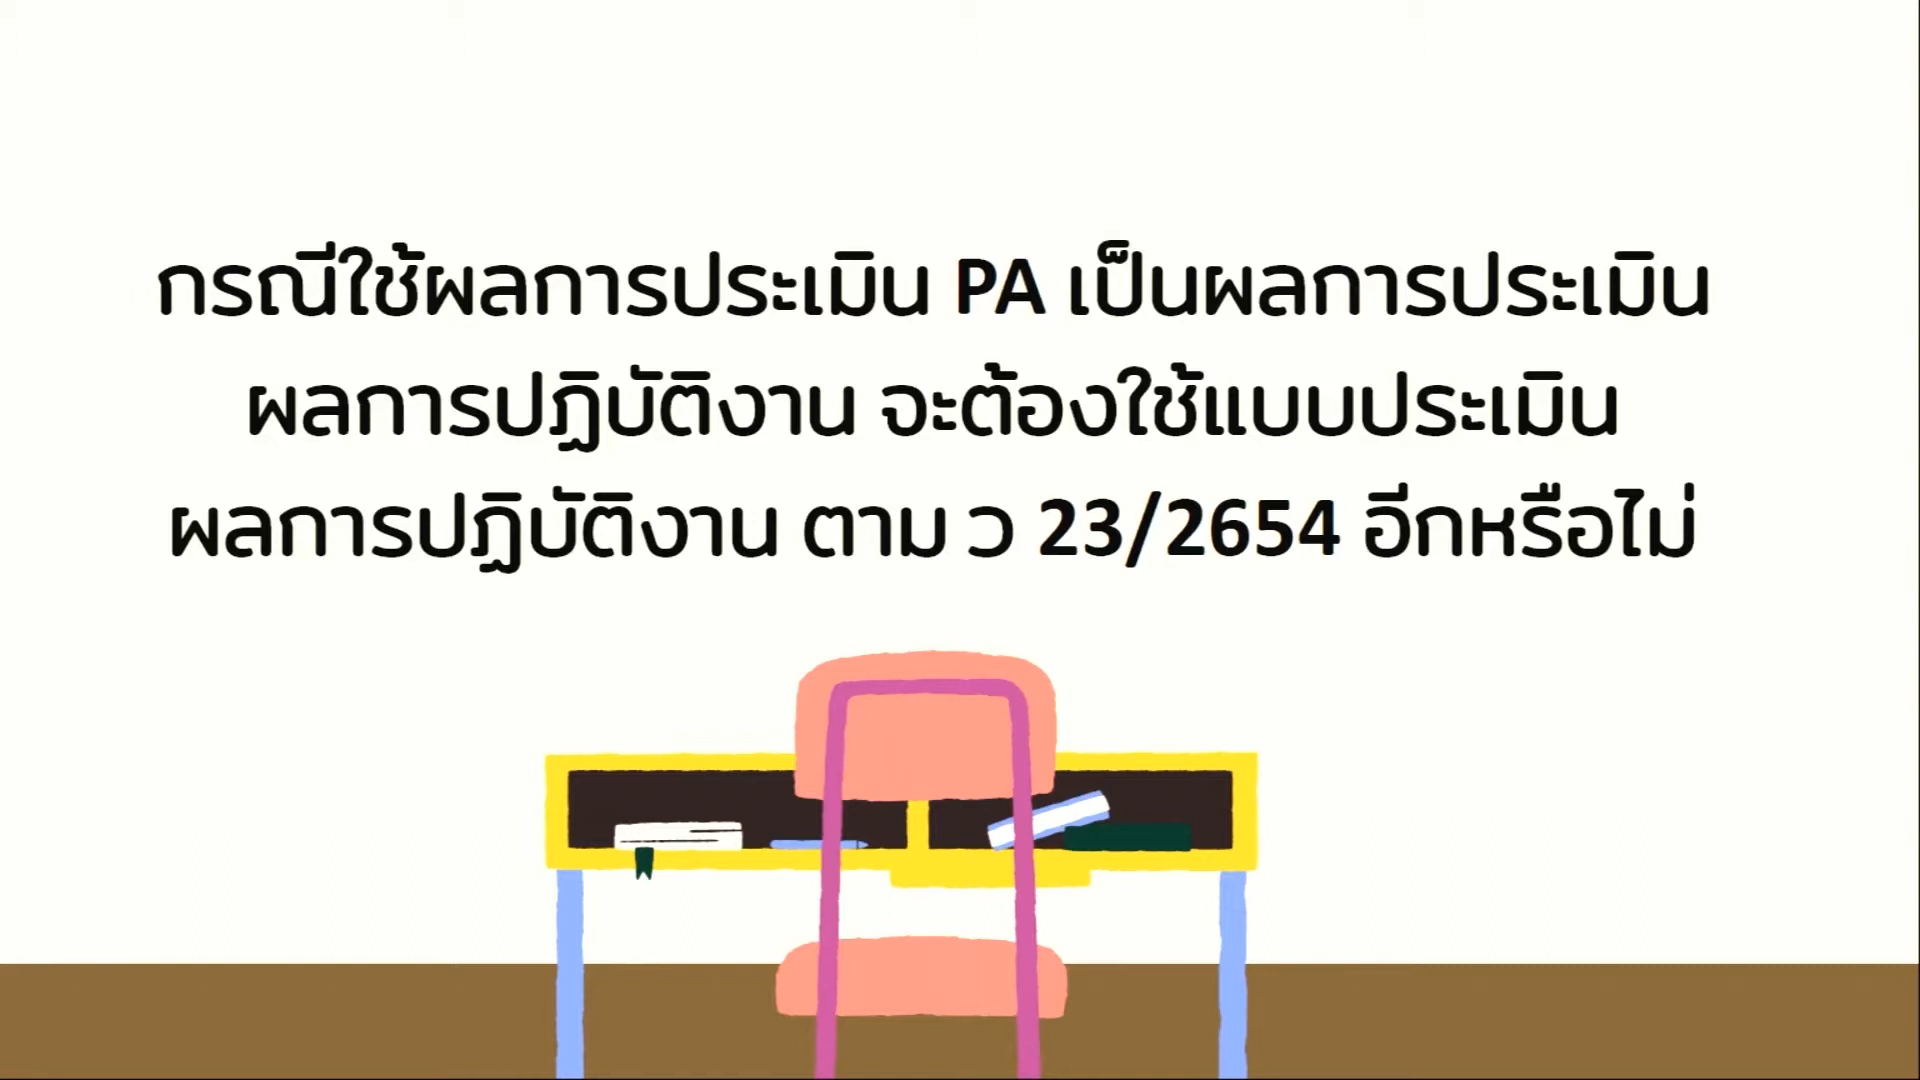 กรณีใช้ผลการประเมิน PA เป็นผลการประเมิน
ผลการปฏิบัติงาน จะต้องใช้แบบประเมิน
ผลการปฏิบัติงาน ตาม ว 23/2654 อีกหรือไม่